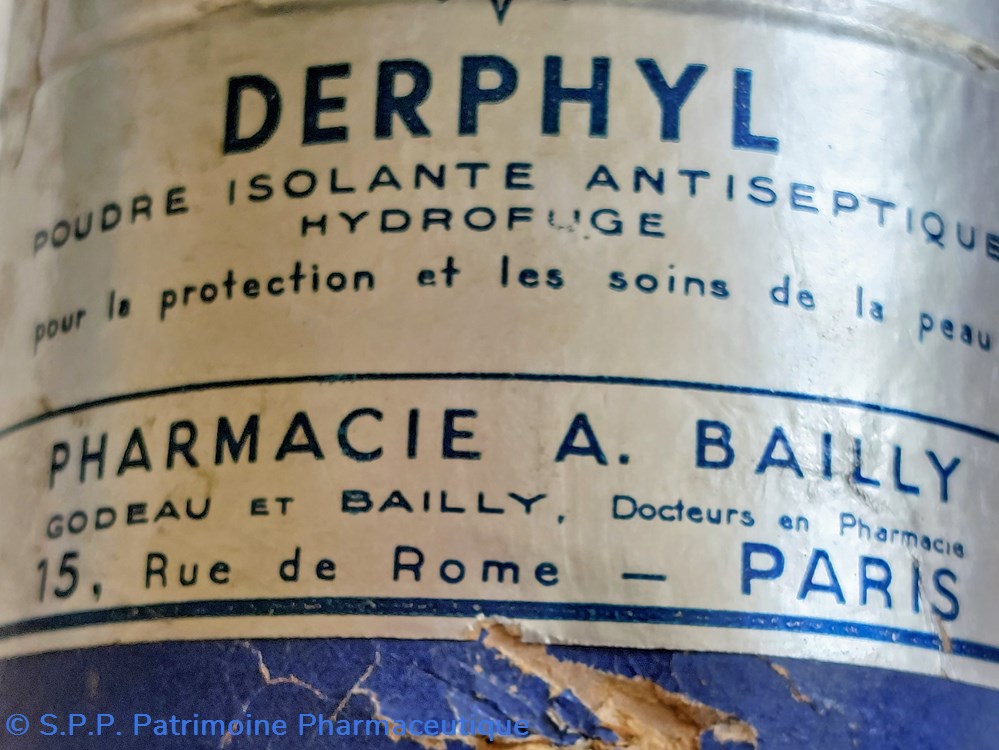 DERPHYL
POUDRE ISOLANTE ANTISEPTIQUE
HYDROFUGE
pour la protection et les soins de la peau
PHARMACIE A. BAILLY
GODEAU ET BAILLY, Docteurs en Pharmacie
15, Rue de Rome — PARIS
© S.P.P. Patrimoine Pharmaceutique